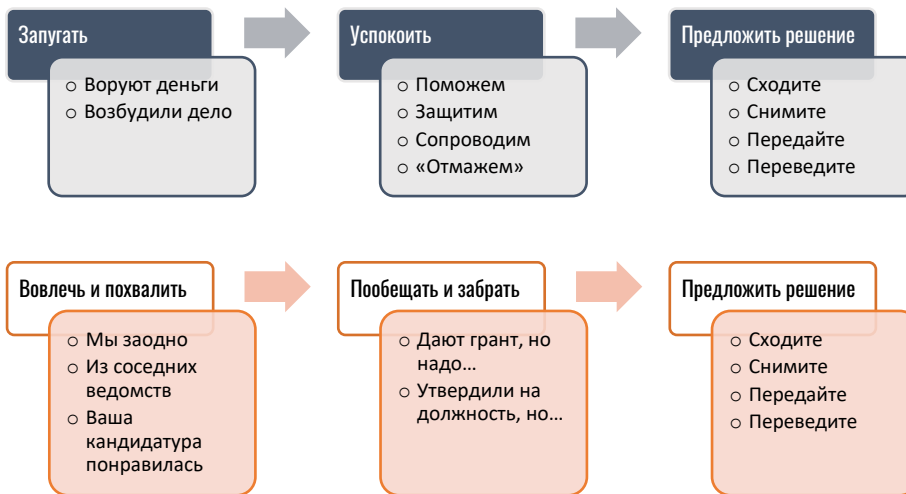 Запугать
○ Воруют деньги
○ Возбудили дело
Успокоить
○ Поможем
○ Защитим
○ Сопроводим
○ «Отмажем»
Предложить решение
○ Сходите
○ Снимите
○ Передайте
○ Переведите
Вовлечь и похвалить
○ Мы заодно
○ Из соседних
ведомств
○ Ваша
кандидатура
понравилась
Пообещать и забрать
○ Дают грант, но
надо...
○ Утвердили на
должность, но...
Предложить решение
○ Сходите
○ Снимите
○ Передайте
○ Переведите